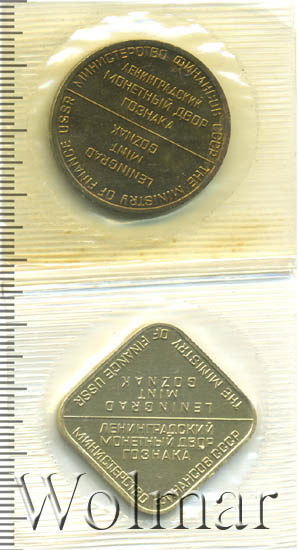 МИНИСТЕРСТВО ФИНАНСОВ СССР
ЛЕНИНГРАДСКИЙ
МОНЕТНЫЙ ДВОР
ГОЗНАКА
LENINGRAD
MINT
GOZNAK
THE MINISTRY OF FINANCE USSR
THE MINISTRY OF FINANCE USSR
LENINGRAD
MINT
GOZNAK
ЛЕНИНГРАДСКИЙ
МОНЕТНЫЙ ДВОР
ГОЗНАКА
МИНИСТЕРСТВО ФИНАНСОВ СССР
Wolmar